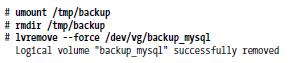 # umount /tmp/backup
# rmdir /tmp/backup
# lvremove --force /dev/vg/backup_mysql
Logical volume "backup_mysql" successfully removed